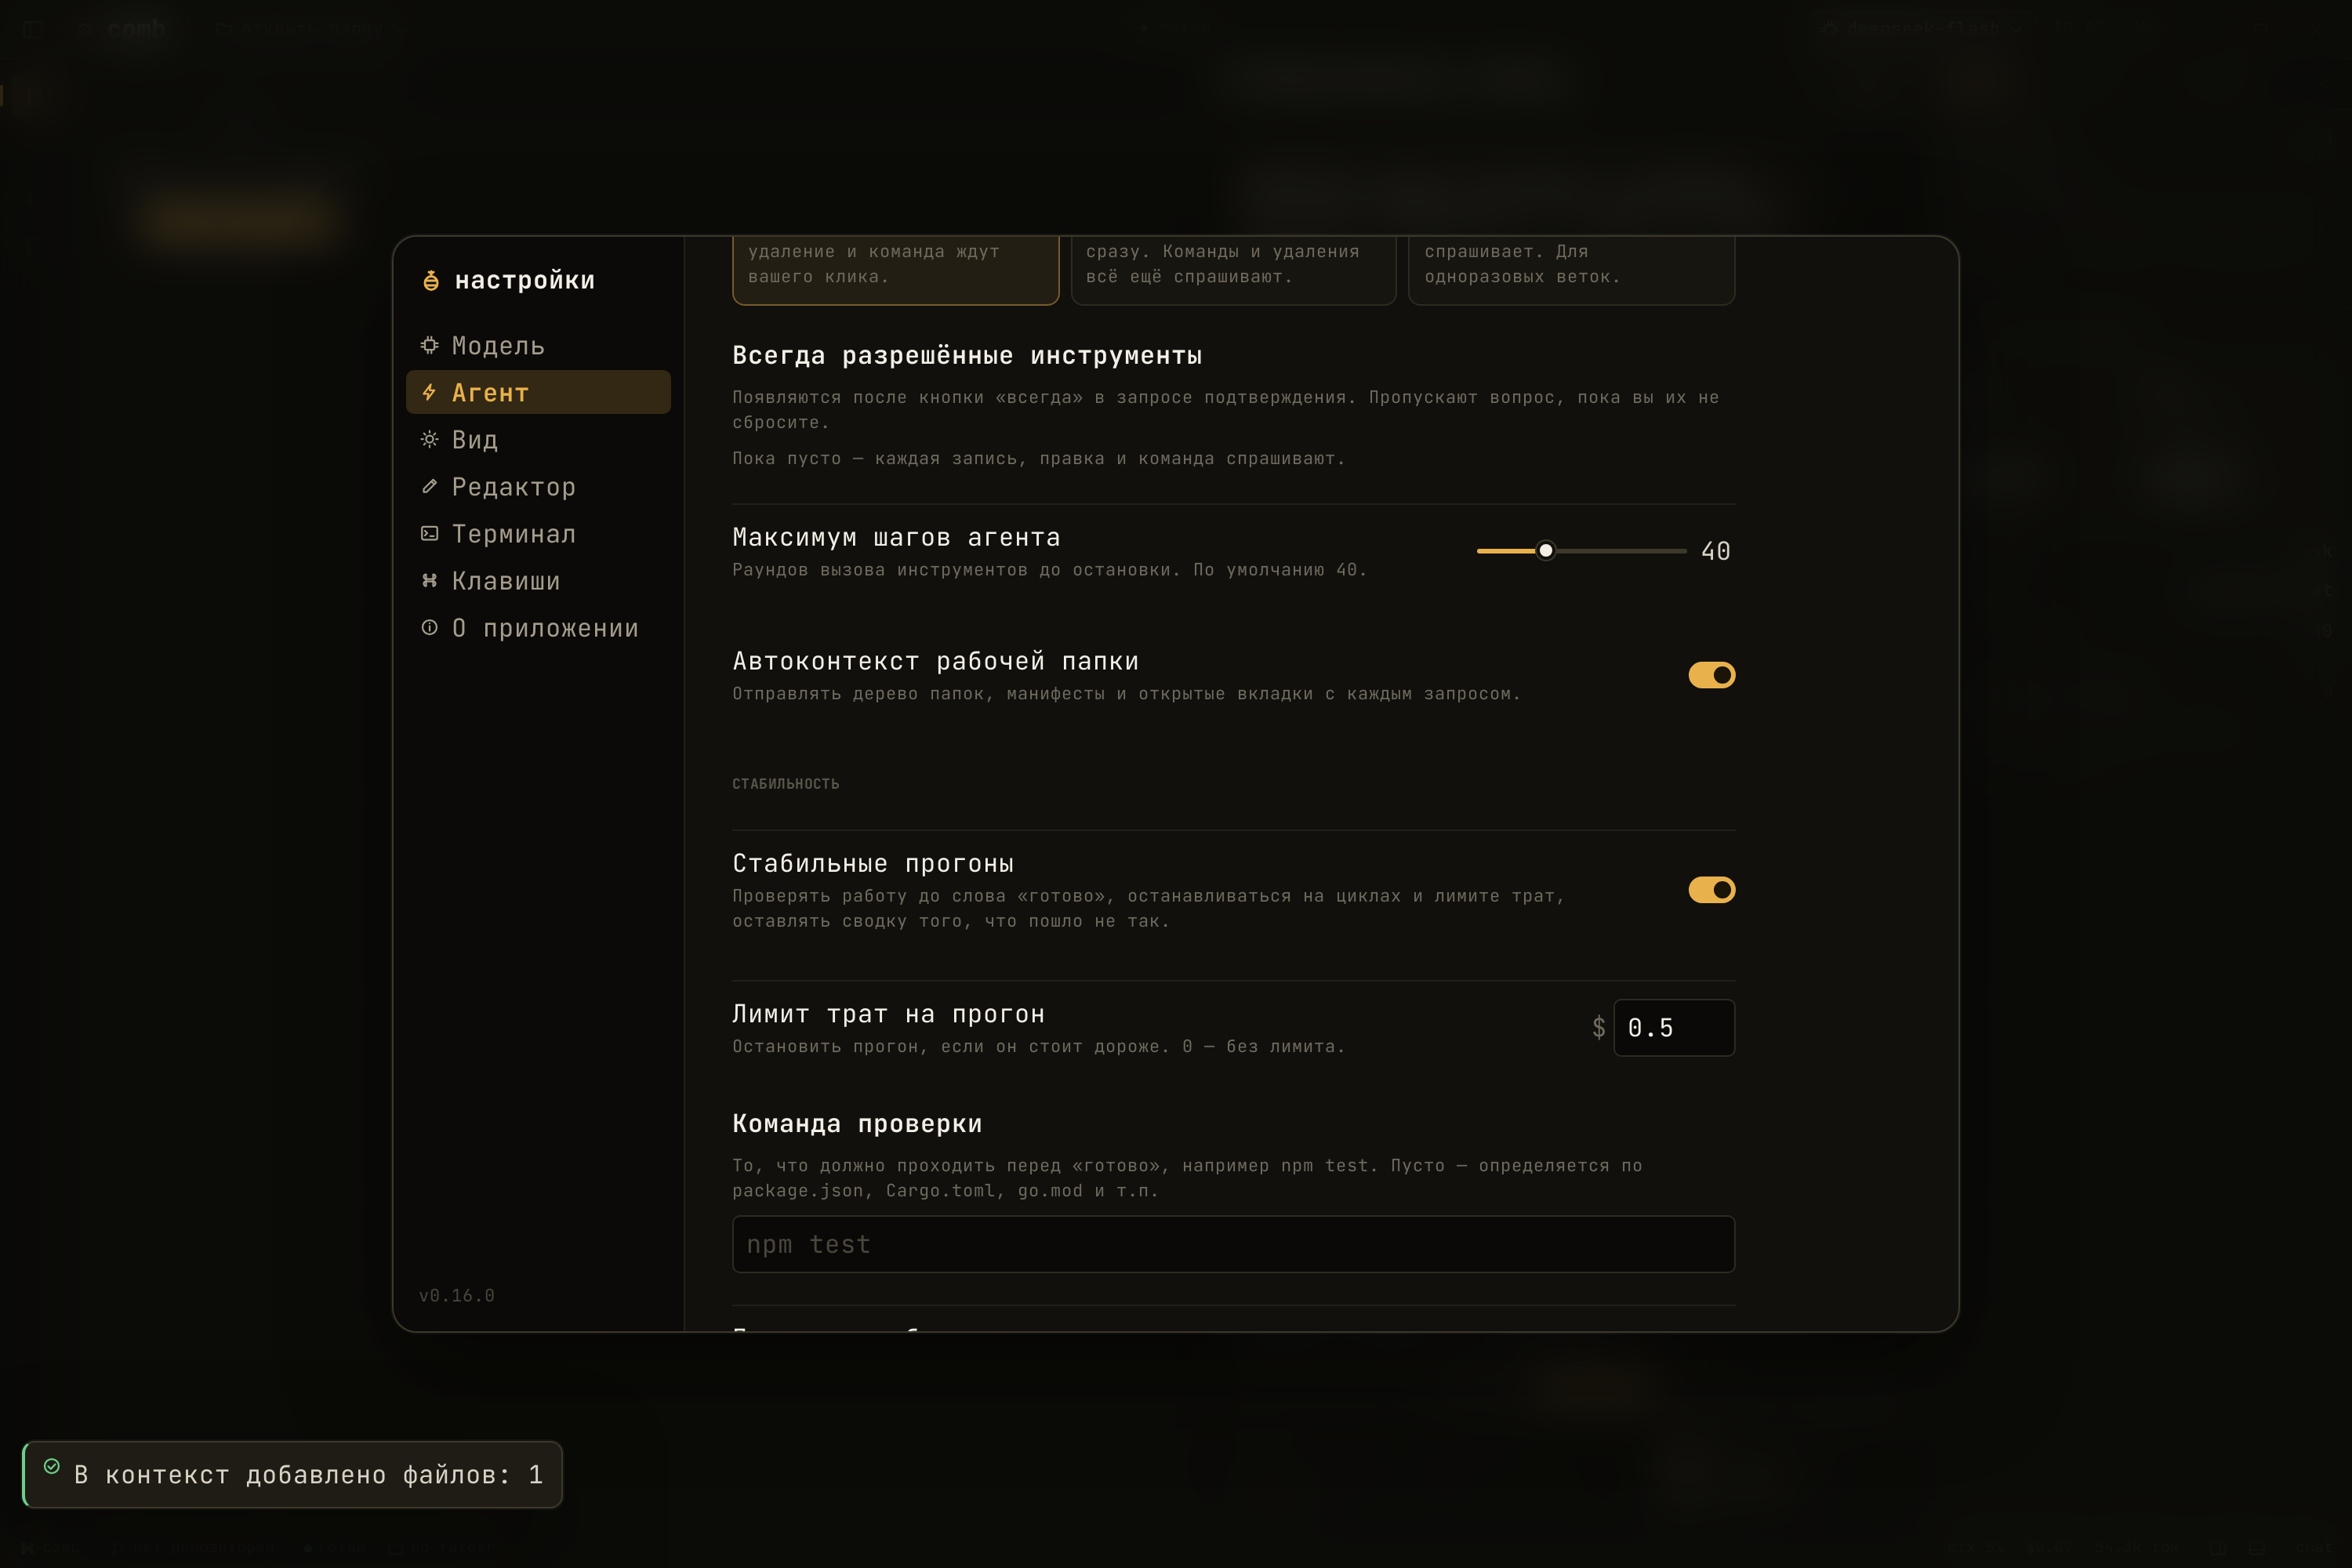 comb
deepseek-flash
настройки
Модель
Агент
Вид
Редактор
Терминал
Клавиши
О приложении
v0.16.0
удаление и команда ждут
вашего клика.
сразу. Команды и удаления
всё ещё спрашивают.
спрашивает. Для
одноразовых веток.
Всегда разрешённые инструменты
Появляются после кнопки «всегда» в запросе подтверждения. Пропускают вопрос, пока вы их не
сбросите.
Пока пусто — каждая запись, правка и команда спрашивают.
Максимум шагов агента
40
Раундов вызова инструментов до остановки. По умолчанию 40.
Автоконтекст рабочей папки
Отправлять дерево папок, манифесты и открытые вкладки с каждым запросом.
СТАБИЛЬНОСТЬ
Стабильные прогоны
Проверять работу до слова «готово», останавливаться на циклах и лимите трат,
оставлять сводку того, что пошло не так.
Лимит трат на прогон
$ 0.5
Остановить прогон, если он стоит дороже. 0 — без лимита.
Команда проверки
То, что должно проходить перед «готово», например npm test. Пусто — определяется по
package.json, Cargo.toml, go.mod и т.п.
npm test
В контекст добавлено файлов: 1